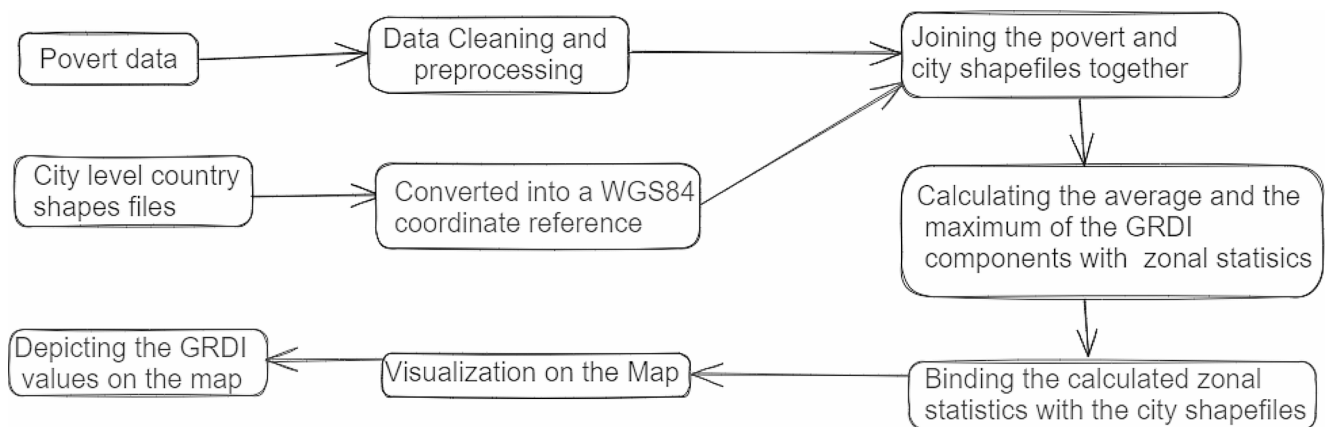 Povert data
Data Cleaning and
preprocessing
Joining the povert and
city shapefiles together
City level country
shapes files
Converted into a WGS84
coordinate reference
Calculating the average and the
maximum of the GRDI
components with zonal statisics
Depicting the GRDI
values on the map
Visualization on the Map
Binding the calculated zonal
statistics with the city shapefiles